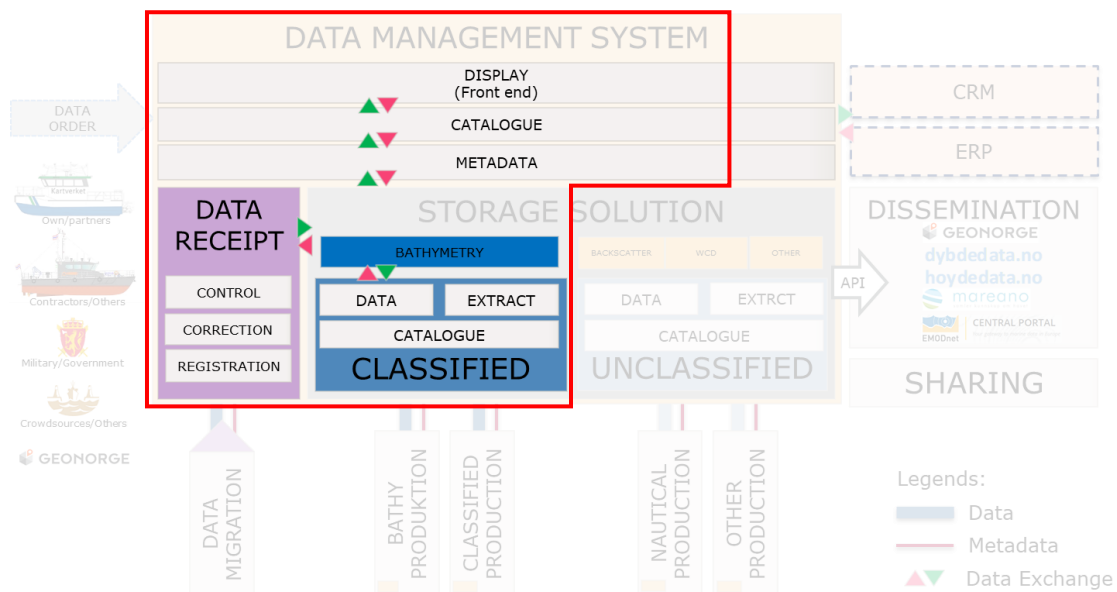 DATA MANAGEMENT SYSTEM
DISPLAY
(Front end)
CATALOGUE
METADATA
DATA
ORDER
Kartverket
Own/partners
Contractors/Others
Military/Government
Crowdsources/Others
GEONORGE
DATA
RECEIPT
CONTROL
CORRECTION
REGISTRATION
STORAGE SOLUTION
BATHYMETRY
DATA
EXTRACT
CATALOGUE
CLASSIFIED
BACKSCATTER
WCD
OTHER
DATA
EXTRCT
CATALOGUE
UNCLASSIFIED
API
CRM
ERP
DISSEMINATION
GEONORGE
dybdedata.no
hoydedata.no
mareano
EMODnet
CENTRAL PORTAL
SHARING
DATA
MIGRATION
BATHY
PRODUKTION
CLASSIFIED
PRODUCTION
NAUTICAL
PRODUCTION
OTHER
PRODUCTION
Legends:
Data
Metadata
Data Exchange